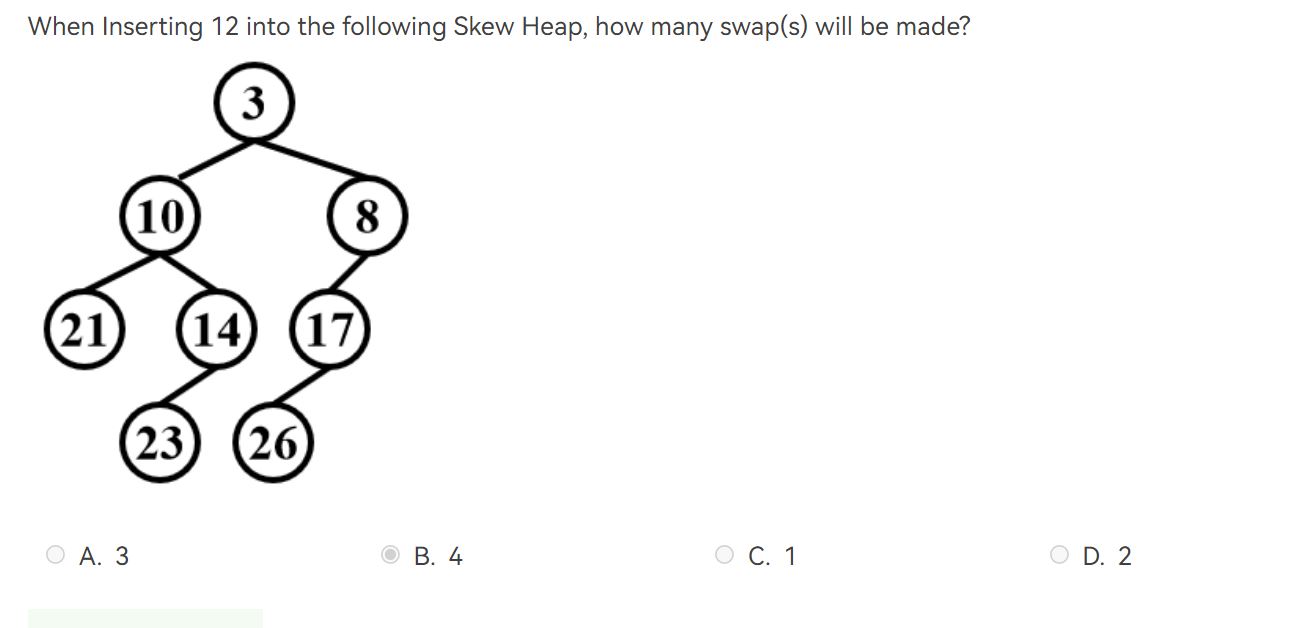 When Inserting 12 into the following Skew Heap, how many swap(s) will be made?
3
10 8
21 14 17
23 26
A. 3 B. 4 C. 1 D. 2